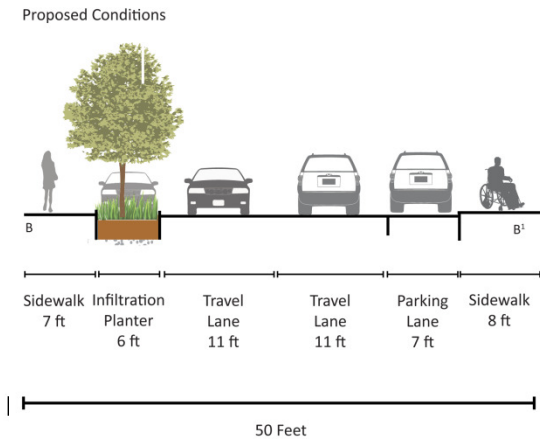 Proposed Conditions
B
B¹
Sidewalk
7 ft
Infiltration
Planter
6 ft
Travel
Lane
11 ft
Travel
Lane
11 ft
Parking
Lane
7 ft
Sidewalk
8 ft
50 Feet